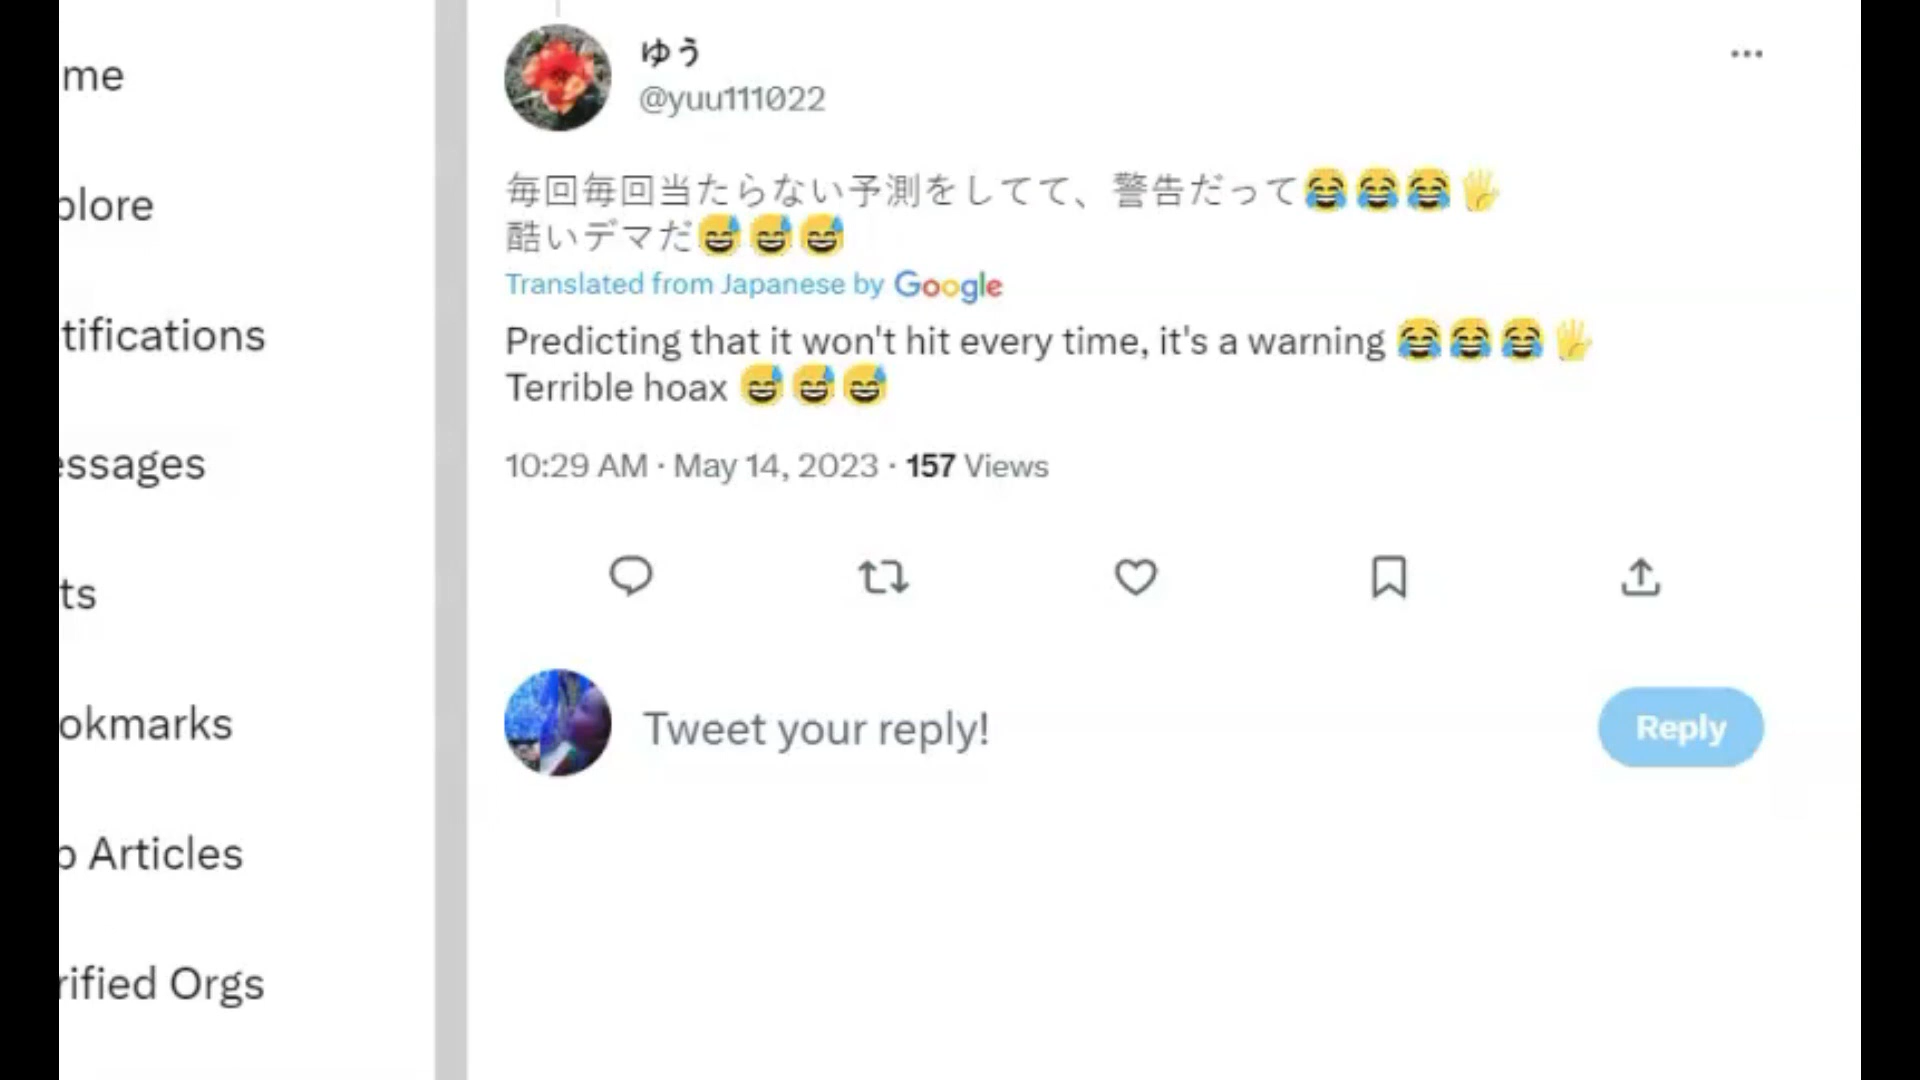 me
plore
tifications
essages
ts
okmarks
p Articles
rified Orgs
ゆう
@yuu111022
毎回毎回当たらない予測をしてて、警告だって😂😂😂🖐
酷いデマだ😅😅😅
Translated from Japanese by Google
Predicting that it won't hit every time, it's a warning 😂😂😂🖐
Terrible hoax 😅😅😅
10:29 AM · May 14, 2023 · 157 Views
Tweet your reply!
Reply